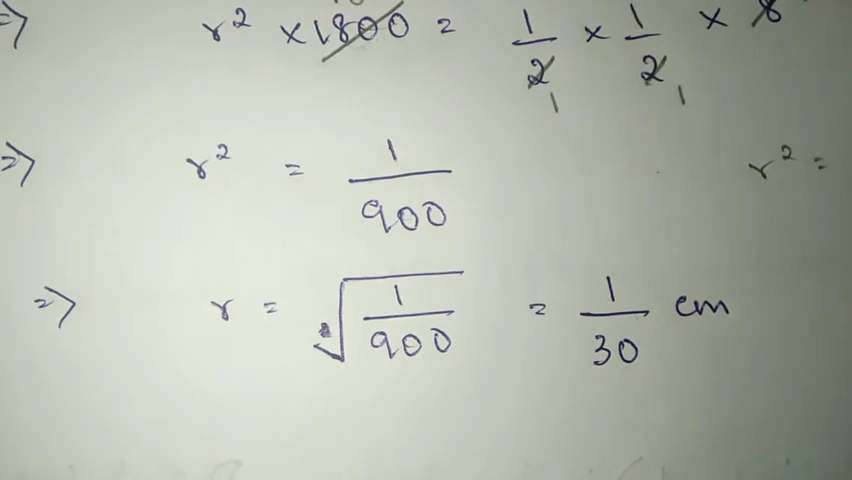 => r² × 1800 = 1/2 × 1/2 × 8
1 1
=> r² = 1/900 r² =
=> r = √(1/900) = 1/30 cm